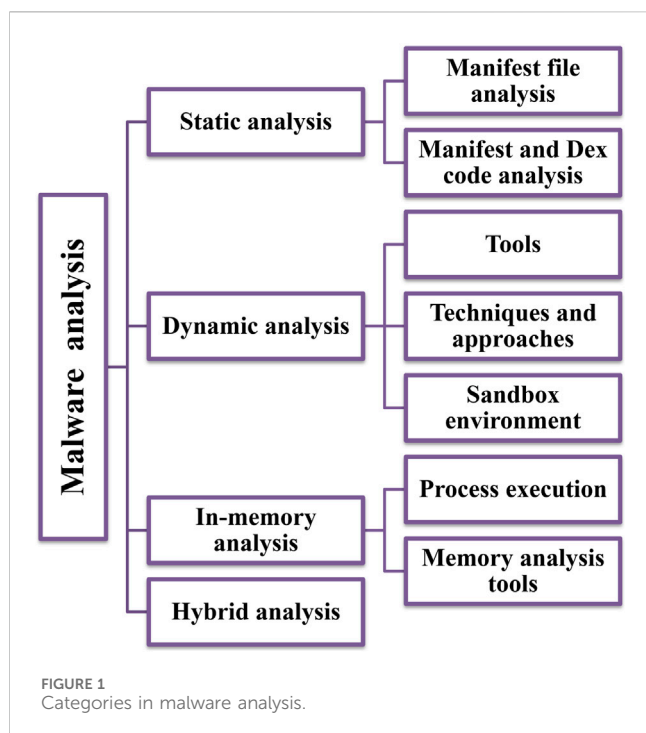 Malware analysis
Static analysis
Manifest file
analysis
Manifest and Dex
code analysis
Dynamic analysis
Tools
Techniques and
approaches
Sandbox
environment
In-memory
analysis
Process execution
Memory analysis
tools
Hybrid analysis
FIGURE 1
Categories in malware analysis.